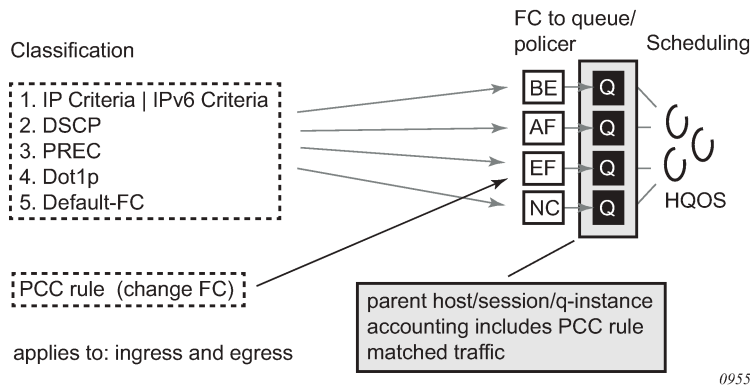 Classification
FC to queue/
policer
Scheduling
1. IP Criteria | IPv6 Criteria
2. DSCP
3. PREC
4. Dot1p
5. Default-FC
BE
Q
AF
Q
EF
Q
NC
Q
HQOS
PCC rule (change FC)
parent host/session/q-instance
accounting includes PCC rule
matched traffic
applies to: ingress and egress
0955